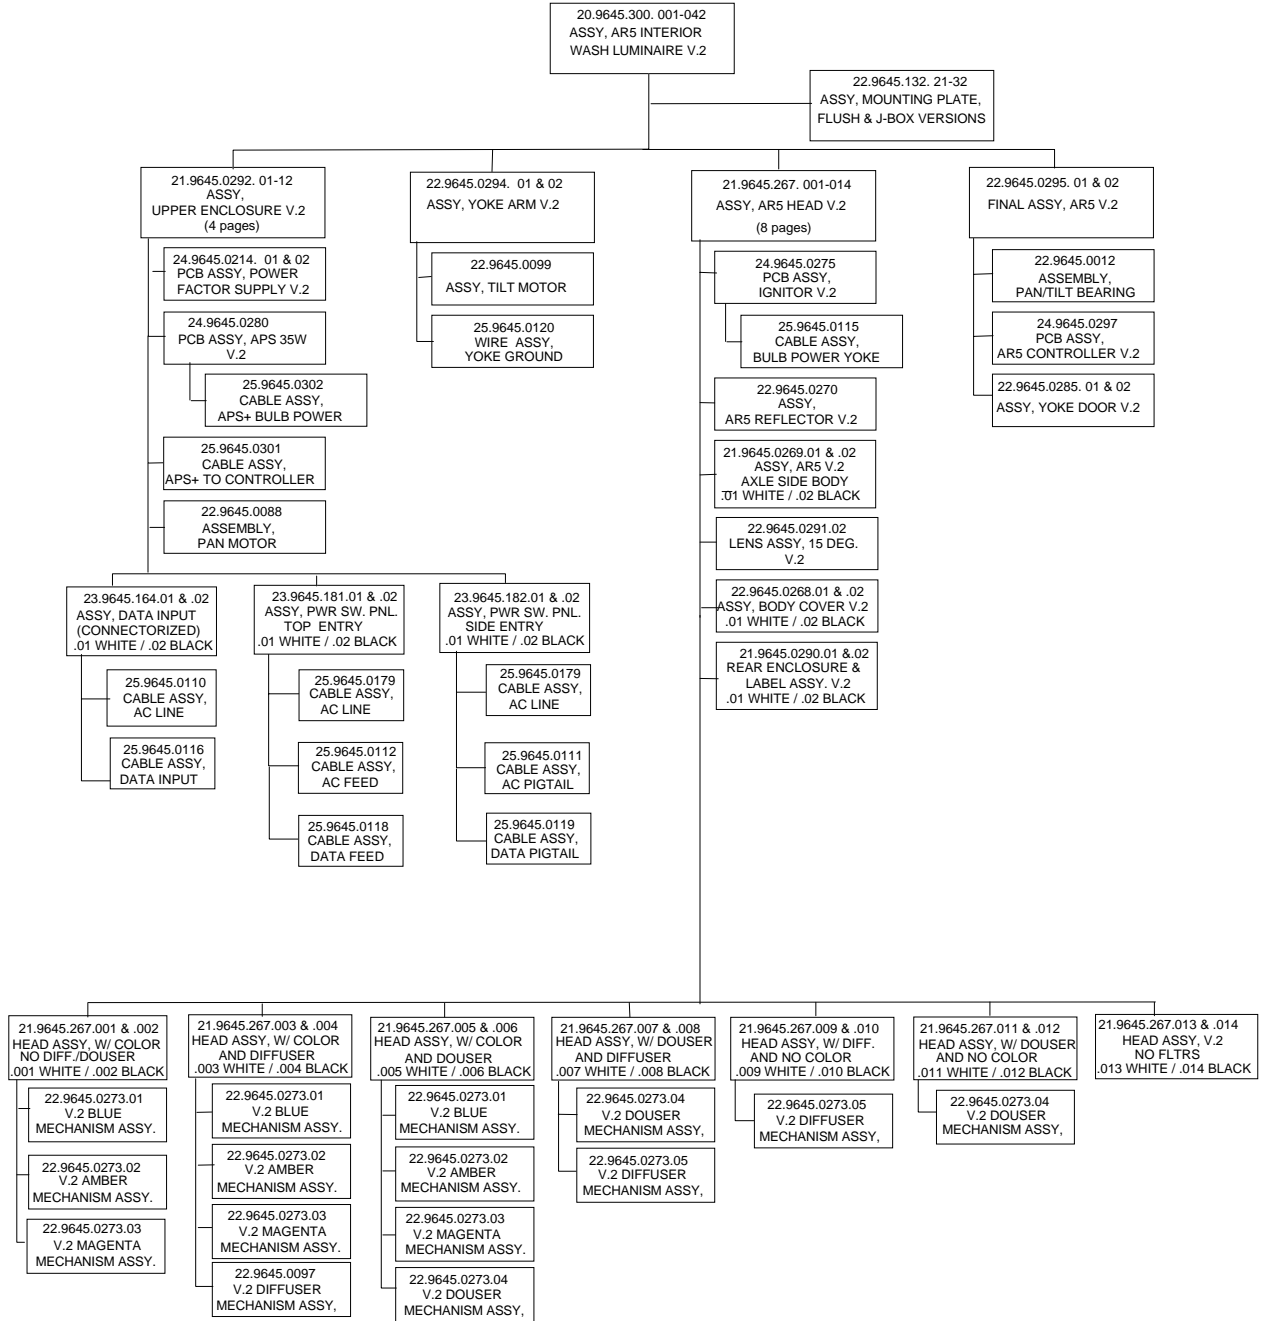 20.9645.300. 001-042
ASSY, AR5 INTERIOR
WASH LUMINAIRE V.2
22.9645.132. 21-32
ASSY, MOUNTING PLATE,
FLUSH & J-BOX VERSIONS
21.9645.0292. 01-12
ASSY,
UPPER ENCLOSURE V.2
(4 pages)
24.9645.0214. 01 & 02
PCB ASSY, POWER
FACTOR SUPPLY V.2
24.9645.0280
PCB ASSY, APS 35W
V.2
25.9645.0302
CABLE ASSY,
APS+ BULB POWER
25.9645.0301
CABLE ASSY,
APS+ TO CONTROLLER
22.9645.0088
ASSEMBLY,
PAN MOTOR
22.9645.0294. 01 & 02
ASSY, YOKE ARM V.2
22.9645.0099
ASSY, TILT MOTOR
25.9645.0120
WIRE ASSY,
YOKE GROUND
21.9645.267. 001-014
ASSY, AR5 HEAD V.2
(8 pages)
24.9645.0275
PCB ASSY,
IGNITOR V.2
25.9645.0115
CABLE ASSY,
BULB POWER YOKE
22.9645.0270
ASSY,
AR5 REFLECTOR V.2
21.9645.0269.01 & .02
ASSY, AR5 V.2
AXLE SIDE BODY
.01 WHITE / .02 BLACK
22.9645.0291.02
LENS ASSY, 15 DEG.
V.2
22.9645.0268.01 & .02
ASSY, BODY COVER V.2
.01 WHITE / .02 BLACK
21.9645.0290.01 &.02
REAR ENCLOSURE &
LABEL ASSY. V.2
.01 WHITE / .02 BLACK
22.9645.0295. 01 & 02
FINAL ASSY, AR5 V.2
22.9645.0012
ASSEMBLY,
PAN/TILT BEARING
24.9645.0297
PCB ASSY,
AR5 CONTROLLER V.2
22.9645.0285. 01 & 02
ASSY, YOKE DOOR V.2
23.9645.164.01 & .02
ASSY, DATA INPUT
(CONNECTORIZED)
.01 WHITE / .02 BLACK
25.9645.0110
CABLE ASSY,
AC LINE
25.9645.0116
CABLE ASSY,
DATA INPUT
23.9645.181.01 & .02
ASSY, PWR SW. PNL.
TOP ENTRY
.01 WHITE / .02 BLACK
25.9645.0179
CABLE ASSY,
AC LINE
25.9645.0112
CABLE ASSY,
AC FEED
25.9645.0118
CABLE ASSY,
DATA FEED
23.9645.182.01 & .02
ASSY, PWR SW. PNL.
SIDE ENTRY
.01 WHITE / .02 BLACK
25.9645.0179
CABLE ASSY,
AC LINE
25.9645.0111
CABLE ASSY,
AC PIGTAIL
25.9645.0119
CABLE ASSY,
DATA PIGTAIL
21.9645.267.001 & .002
HEAD ASSY, W/ COLOR
NO DIFF./DOUSER
.001 WHITE / .002 BLACK
22.9645.0273.01
V.2 BLUE
MECHANISM ASSY.
22.9645.0273.02
V.2 AMBER
MECHANISM ASSY.
22.9645.0273.03
V.2 MAGENTA
MECHANISM ASSY.
21.9645.267.003 & .004
HEAD ASSY, W/ COLOR
AND DIFFUSER
.003 WHITE / .004 BLACK
22.9645.0273.01
V.2 BLUE
MECHANISM ASSY.
22.9645.0273.02
V.2 AMBER
MECHANISM ASSY.
22.9645.0273.03
V.2 MAGENTA
MECHANISM ASSY.
22.9645.0097
V.2 DIFFUSER
MECHANISM ASSY,
21.9645.267.005 & .006
HEAD ASSY, W/ COLOR
AND DOUSER
.005 WHITE / .006 BLACK
22.9645.0273.01
V.2 BLUE
MECHANISM ASSY.
22.9645.0273.02
V.2 AMBER
MECHANISM ASSY.
22.9645.0273.03
V.2 MAGENTA
MECHANISM ASSY.
22.9645.0273.04
V.2 DOUSER
MECHANISM ASSY,
21.9645.267.007 & .008
HEAD ASSY, W/ DOUSER
AND DIFFUSER
.007 WHITE / .008 BLACK
22.9645.0273.04
V.2 DOUSER
MECHANISM ASSY,
22.9645.0273.05
V.2 DIFFUSER
MECHANISM ASSY,
21.9645.267.009 & .010
HEAD ASSY, W/ DIFF.
AND NO COLOR
.009 WHITE / .010 BLACK
22.9645.0273.05
V.2 DIFFUSER
MECHANISM ASSY,
21.9645.267.011 & .012
HEAD ASSY, W/ DOUSER
AND NO COLOR
.011 WHITE / .012 BLACK
22.9645.0273.04
V.2 DOUSER
MECHANISM ASSY,
21.9645.267.013 & .014
HEAD ASSY, V.2
NO FLTRS
.013 WHITE / .014 BLACK